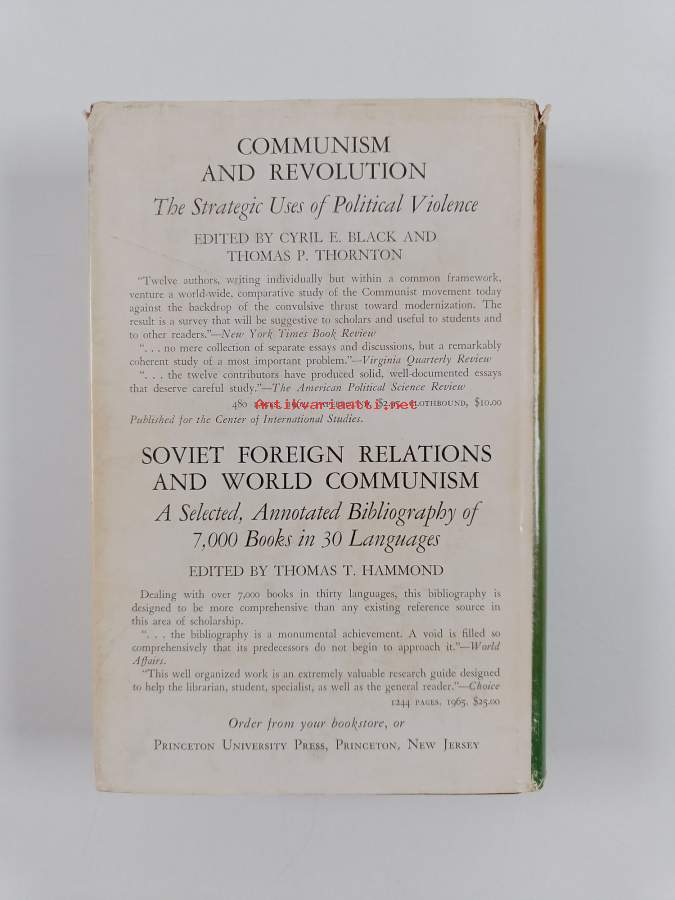 COMMUNISM
AND REVOLUTION
The Strategic Uses of Political Violence
EDITED BY CYRIL E. BLACK AND
THOMAS P. THORNTON
"Twelve authors, writing individually but within a common framework,
venture a world-wide, comparative study of the Communist movement today
against the backdrop of the convulsive thrust toward modernization. The
result is a survey that will be suggestive to scholars and useful to students and
to other readers."—New York Times Book Review
". . . no mere collection of separate essays and discussions, but a remarkably
coherent study of a most important problem."—Virginia Quarterly Review
". . . the twelve contributors have produced solid, well-documented essays
that deserve careful study."—The American Political Science Review
480 CLOTHBOUND, $10.00
Antikvariaatti.net
Published for the Center of International Studies.
SOVIET FOREIGN RELATIONS
AND WORLD COMMUNISM
A Selected, Annotated Bibliography of
7,000 Books in 30 Languages
EDITED BY THOMAS T. HAMMOND
Dealing with over 7,000 books in thirty languages, this bibliography is
designed to be more comprehensive than any existing reference source in
this area of scholarship.
". . . the bibliography is a monumental achievement. A void is filled so
comprehensively that its predecessors do not begin to approach it."—World
Affairs.
"This well organized work is an extremely valuable research guide designed
to help the librarian, student, specialist, as well as the general reader."—Choice
1244 PAGES. 1965. $25.00
Order from your bookstore, or
PRINCETON UNIVERSITY PRESS, PRINCETON, NEW JERSEY